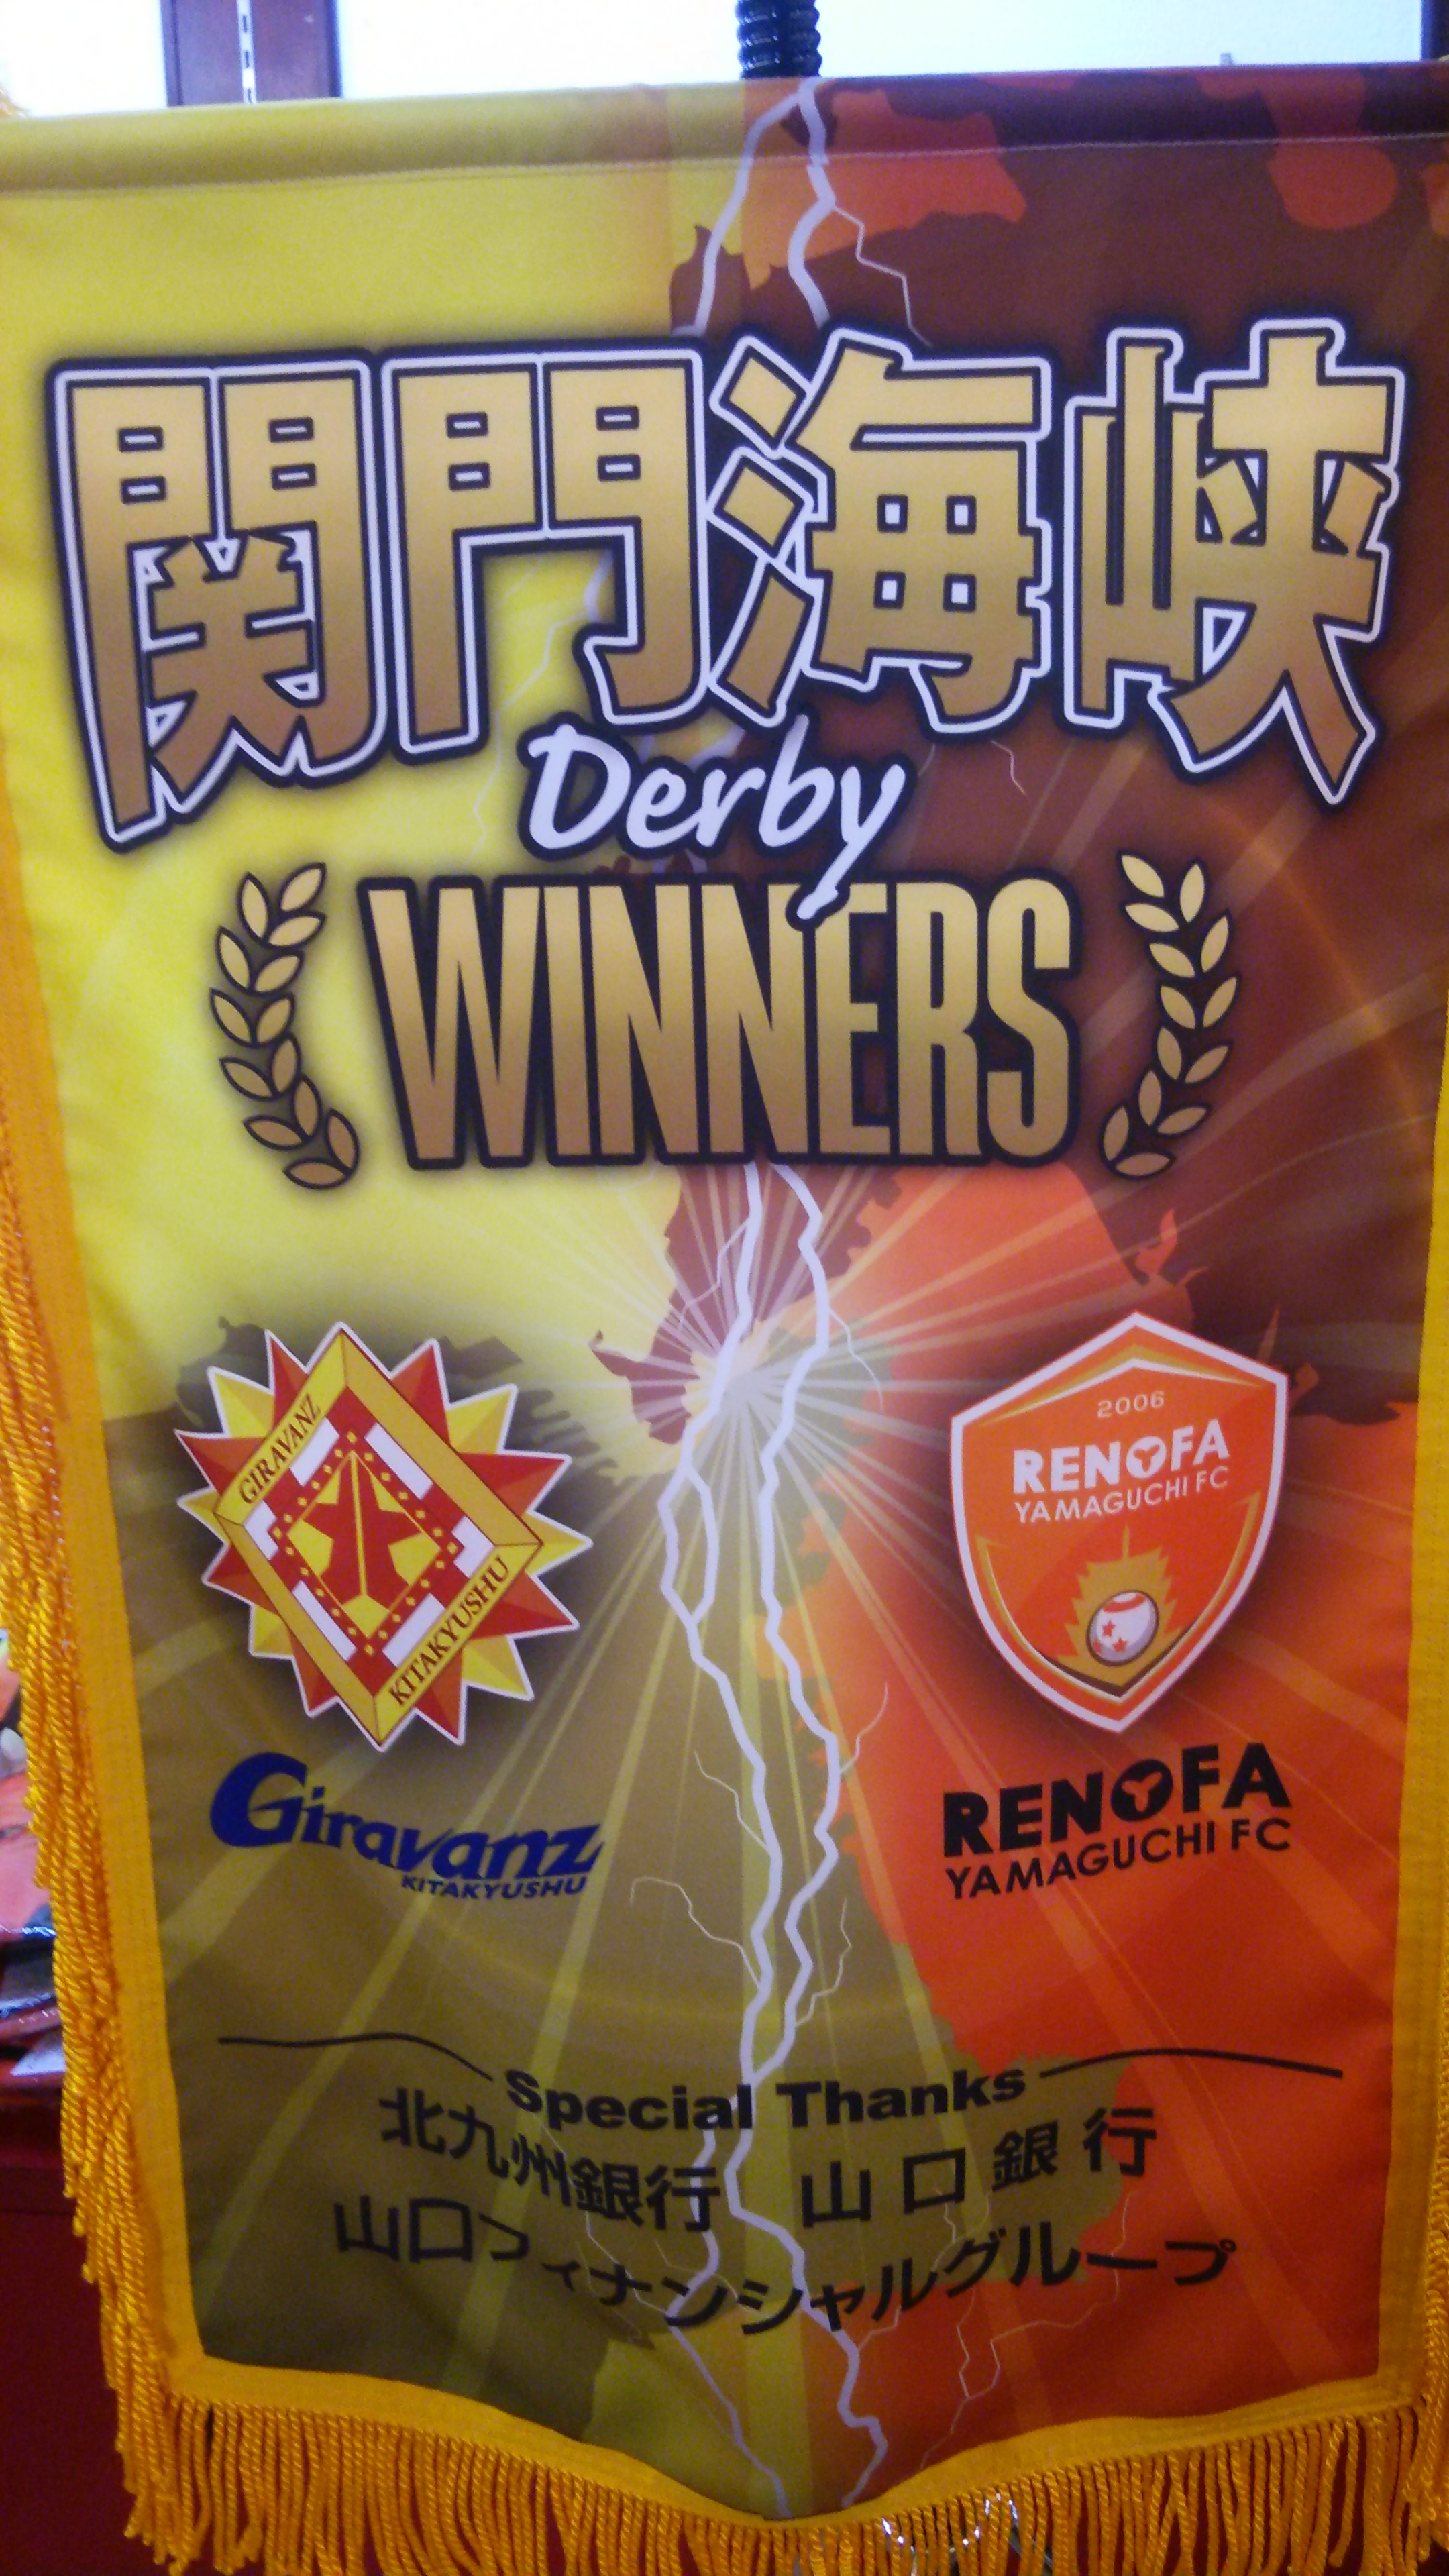 関門海峡
Derby
WINNERS
GIRAVANZ
KITAKYUSHU
2006
RENOFA
YAMAGUCHI FC
Giravanz
KITAKYUSHU
RENOFA
YAMAGUCHI FC
Special Thanks
北九州銀行 山口銀行
山口フィナンシャルグループ